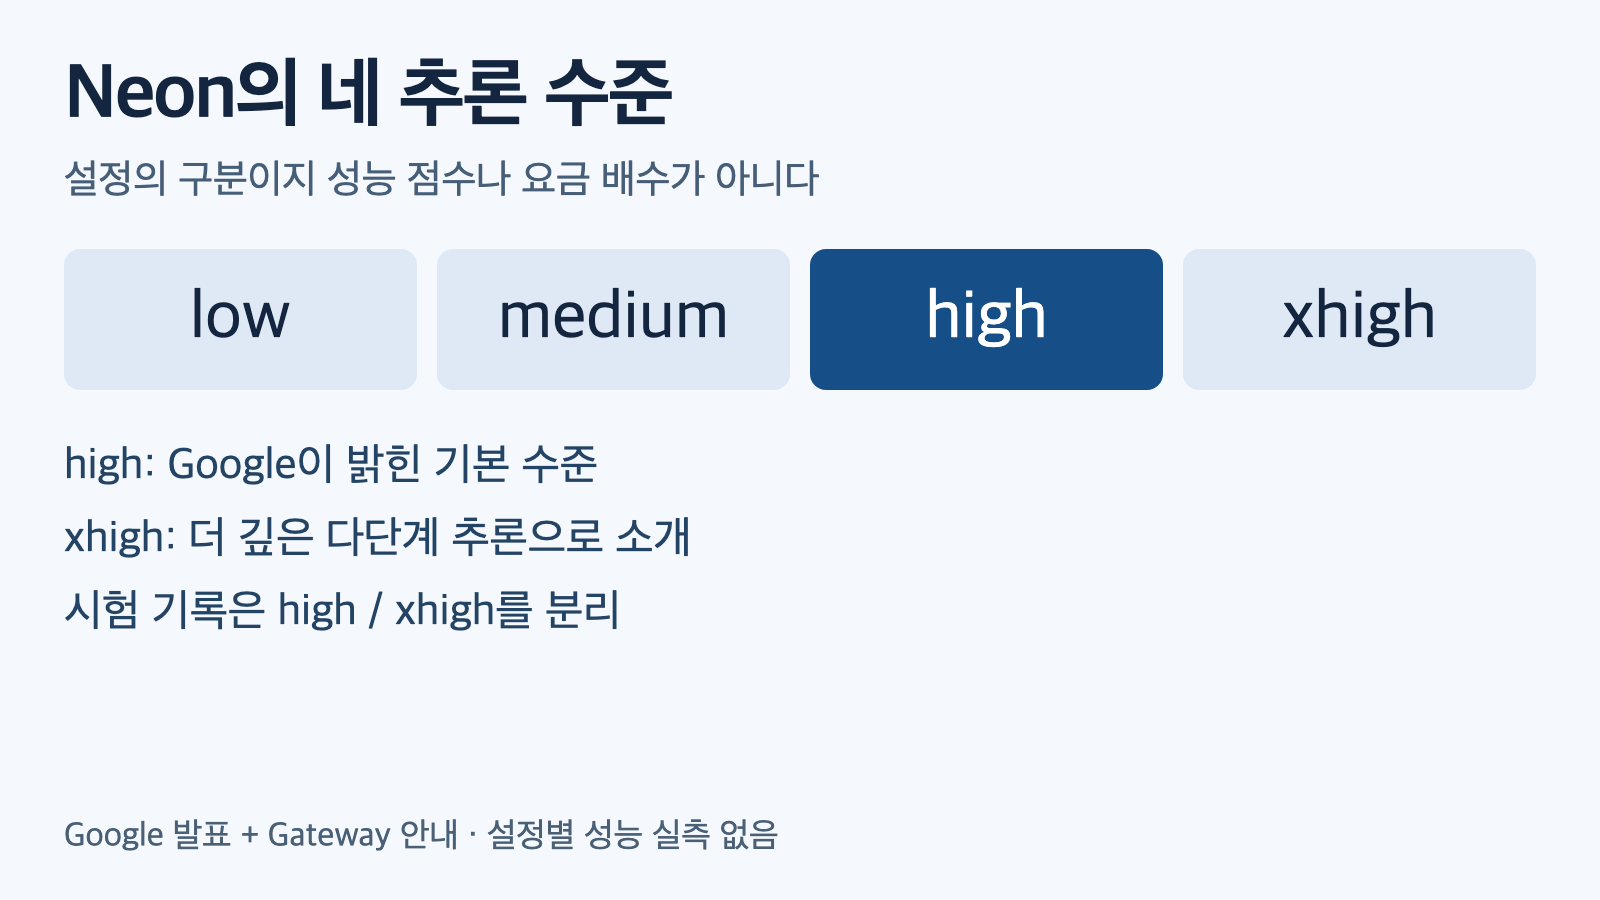 Neon의 네 추론 수준
설정의 구분이지 성능 점수나 요금 배수가 아니다
low
medium
high
xhigh
high: Google이 밝힌 기본 수준
xhigh: 더 깊은 다단계 추론으로 소개
시험 기록은 high / xhigh를 분리
Google 발표 + Gateway 안내 · 설정별 성능 실측 없음